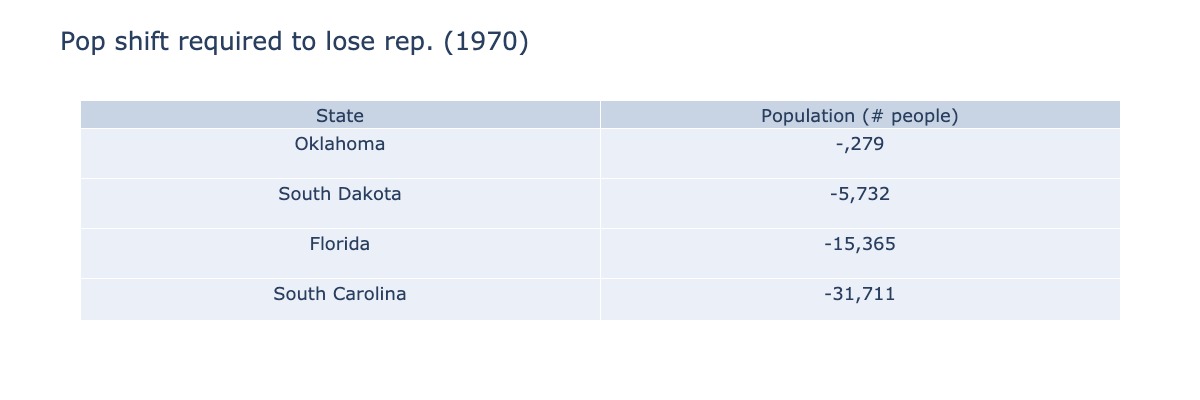 Pop shift required to lose rep. (1970)
State Population (# people)
Oklahoma -,279
South Dakota -5,732
Florida -15,365
South Carolina -31,711